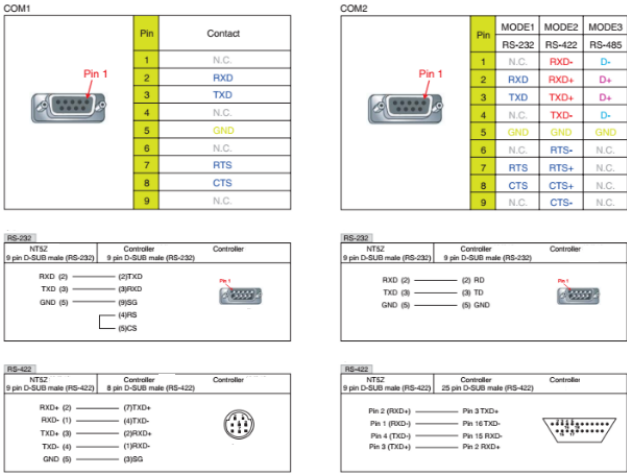 COM1
Pin Contact
1 N.C.
2 RXD
3 TXD
4 N.C.
5 GND
6 N.C.
7 RTS
8 CTS
9 N.C.
Pin 1
COM2
Pin MODE1 MODE2 MODE3
RS-232 RS-422 RS-485
1 N.C. RXD- D-
2 RXD RXD+ D+
3 TXD TXD+ D+
4 N.C. TXD- D-
5 GND GND GND
6 N.C. RTS- N.C.
7 RTS RTS+ N.C.
8 CTS CTS+ N.C.
9 N.C. CTS- N.C.
Pin 1
RS-232
NT5Z Controller Controller
9 pin D-SUB male (RS-232) 9 pin D-SUB male (RS-232)
RXD (2) (2)TXD
TXD (3) (3)RXD
GND (5) (9)SG
(4)RS
(5)CS
Pin 1
RS-232
NT5Z Controller Controller
9 pin D-SUB male (RS-232) 9 pin D-SUB male (RS-232)
RXD (2) (2) RD
TXD (3) (3) TD
GND (5) (5) GND
Pin 1
RS-422
NT5Z Controller Controller
9 pin D-SUB male (RS-422) 8 pin D-SUB male (RS-422)
RXD+ (2) (7)TXD+
RXD- (1) (4)TXD-
TXD+ (3) (2)RXD+
TXD- (4) (1)RXD-
GND (5) (3)SG
RS-422
NT5Z Controller Controller
9 pin D-SUB male (RS-422) 25 pin D-SUB male (RS-422)
Pin 2 (RXD+) Pin 3 TXD+
Pin 1 (RXD-) Pin 16 TXD-
Pin 4 (TXD-) Pin 15 RXD-
Pin 3 (TXD+) Pin 2 RXD+